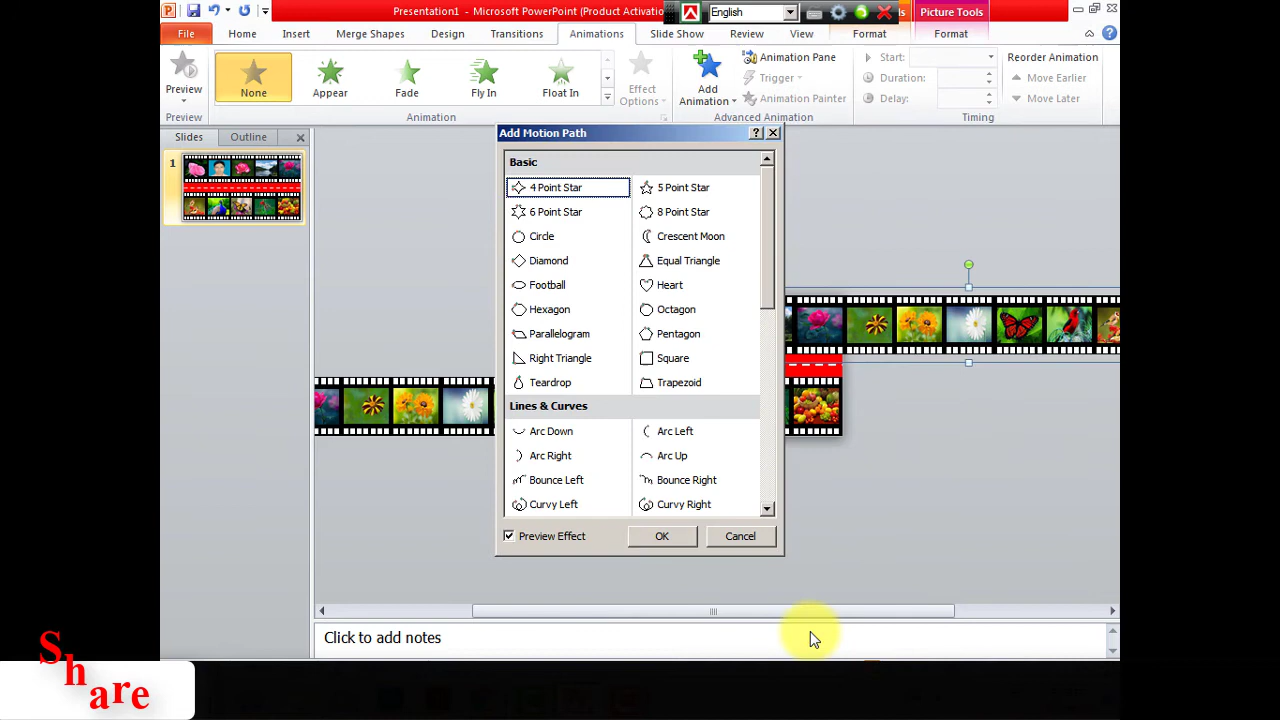 Presentation1 - Microsoft PowerPoint (Product Activatio
English
ls
Picture Tools
File
Home
Insert
Merge Shapes
Design
Transitions
Animations
Slide Show
Review
View
Format
Format
Preview
None
Appear
Fade
Fly In
Float In
Effect
Options
Add
Animation
Animation Pane
Trigger
Animation Painter
Start:
Duration:
Delay:
Reorder Animation
Move Earlier
Move Later
Preview
Animation
Advanced Animation
Timing
Slides
Outline
1
Add Motion Path
Basic
4 Point Star
5 Point Star
6 Point Star
8 Point Star
Circle
Crescent Moon
Diamond
Equal Triangle
Football
Heart
Hexagon
Octagon
Parallelogram
Pentagon
Right Triangle
Square
Teardrop
Trapezoid
Lines & Curves
Arc Down
Arc Left
Arc Right
Arc Up
Bounce Left
Bounce Right
Curvy Left
Curvy Right
Preview Effect
OK
Cancel
Click to add notes
Share